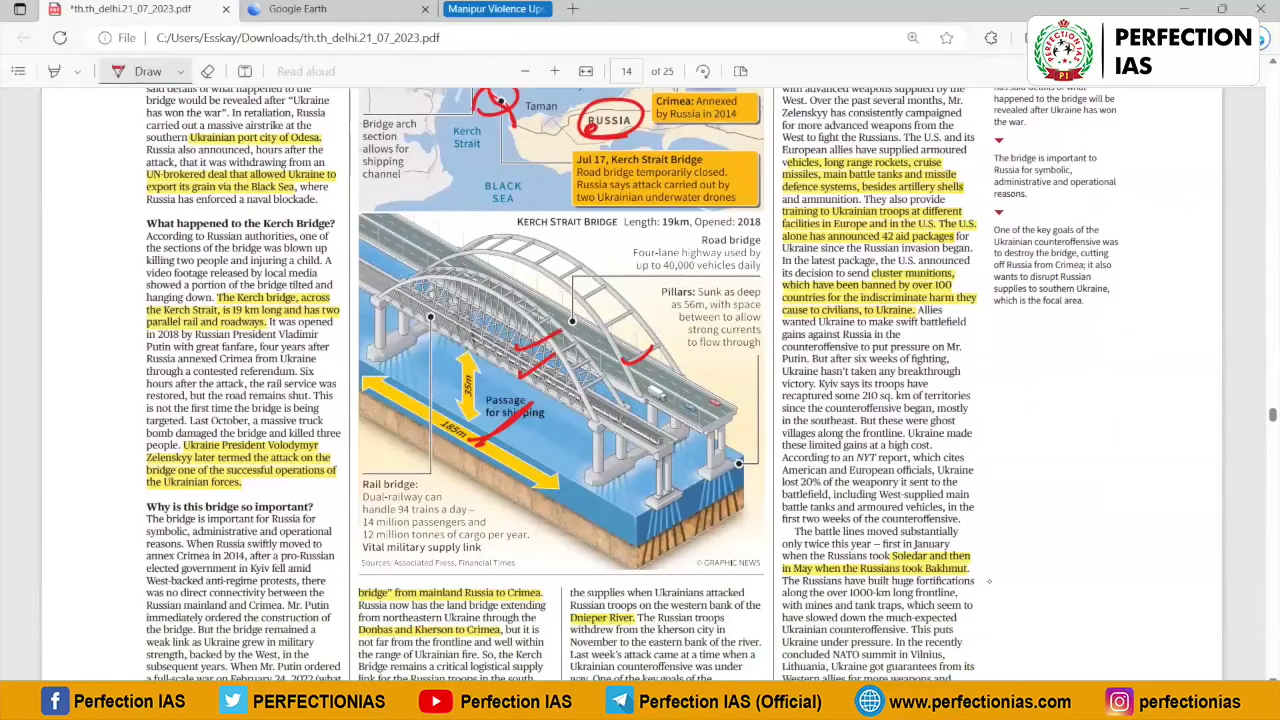 *th.th_delhi.21_07_2023.pdf
Google Earth
Manipur Violence Up
File
C:/Users/Esskay/Downloads/th.th_delhi.21_07_2023.pdf
Draw
Read aloud
14
of 25
PERFECTION
IAS
said details of what happened to the
bridge would be revealed after “Ukraine
has won the war”. In retaliation, Russia
carried out a massive airstrike at the
southern Ukrainian port city of Odesa.
Russia also announced, hours after the
attack, that it was withdrawing from an
UN-brokered deal that allowed Ukraine to
export its grain via the Black Sea, where
Russia has enforced a naval blockade.
What happened to the Kerch Bridge?
According to Russian authorities, one of
the sections of the bridge was blown up
killing two people and injuring a child. A
video footage released by local media
showed a portion of the bridge tilted and
hanging down. The Kerch bridge, across
the Kerch Strait, is 19 km long and has two
parallel rail and roadways. It was opened
in 2018 by Russian President Vladimir
Putin with great fanfare, four years after
Russia annexed Crimea from Ukraine
through a contested referendum. Six
hours after the attack, the rail service was
restored, but the road remains shut. This
is not the first time the bridge is being
targeted. Last October, a massive truck
bomb damaged the bridge and killed three
people. Ukraine President Volodymyr
Zelenskyy later termed the attack on the
bridge one of the successful operations of
the Ukrainian forces.
Why is this bridge so important?
The bridge is important for Russia for
symbolic, administrative and operational
reasons. When Russia swiftly moved to
annex Crimea in 2014, after a pro-Russian
elected government in Kyiv fell amid
West-backed anti-regime protests, there
was no direct connectivity between the
Russian mainland and Crimea. Mr. Putin
immediately ordered the construction of
the bridge. But the bridge remained a
weak link as Ukraine grew in military
strength, backed by the West, in the
subsequent years. When Mr. Putin ordered
a full-scale war on February 24, 2022 (what
Bridge arch
section
allows for
shipping
channel
Kerch
Strait
Taman
RUSSIA
BLACK
SEA
Crimea: Annexed
by Russia in 2014
Jul 17, Kerch Strait Bridge
Road bridge temporarily closed.
Russia says attack carried out by
two Ukrainian underwater drones
KERCH STRAIT BRIDGE Length: 19km, Opened: 2018
Road bridge
Four-lane highway used by
up to 40,000 vehicles daily
Pillars: Sunk as deep
as 56m, with space
between to allow
strong currents
to flow through
35m
Passage
for shipping
185m
Rail bridge:
Dual-railway can
handle 94 trains a day –
14 million passengers and
12 million tonnes of cargo per year.
Vital military supply link
Sources: Associated Press, Financial Times
© GRAPHIC NEWS
bridge” from mainland Russia to Crimea.
Russia now has the land bridge extending
from northeastern Ukraine through the
Donbas and Kherson to Crimea, but it is
not far from the frontline and well within
the range of Ukrainian fire. So, the Kerch
Bridge remains a critical logistical supply
link for the Russian troops in the south
the supplies when Ukrainians attacked
Russian troops on the western bank of the
Dnieper River. The Russian troops
withdrew from the kherson city in
November to the eastern bank of the river.
Last week's attack came at a time when a
Ukrainian counteroffensive was under
way. One of the key goals of the
with advanced weapons supplied by the
West. Over the past several months, Mr.
Zelenskyy has consistently campaigned
for more advanced weapons from the
West to fight the Russians. The U.S. and its
European allies have supplied armoured
vehicles, long range rockets, cruise
missiles, main battle tanks and missile
defence systems, besides artillery shells
and ammunition. They also provide
training to Ukrainian troops at different
facilities in Europe and in the U.S. The U.S.
alone has announced 42 aid packages for
Ukraine since the Russian invasion began.
In the latest package, the U.S. announced
its decision to send cluster munitions,
which have been banned by over 100
countries for the indiscriminate harm they
cause to civilians, to Ukraine. Allies
wanted Ukraine to make swift battlefield
gains against Russia in the
counteroffensive to put pressure on Mr.
Putin. But after six weeks of fighting,
Ukraine hasn't taken any breakthrough
victory. Kyiv says its troops have
recaptured some 210 sq. km of territories
since the counteroffensive began, mostly
in the southeast. But these were ghost
villages along the frontline. Ukraine made
these limited gains at a high cost.
According to an NYT report, which cites
American and European officials, Ukraine
lost 20% of the weaponry it sent to the
battlefield, including West-supplied main
battle tanks and armoured vehicles, in the
first two weeks of the counteroffensive.
The battle lines moved substantially
only twice this year – first in January
when the Russians took Soledar and then
in May when the Russians took Bakhmut.
The Russians have built huge fortifications
along the over 1000-km long frontline,
with mines and tank traps, which seem to
have slowed down the much-expected
Ukrainian counteroffensive. This puts
Ukraine under pressure. In the recently
concluded NATO summit in Vilnius,
Lithuania, Ukraine got guarantees from its
Western allies for more weapons and
has said details of what
happened to the bridge will be
revealed after Ukraine has won
the war.
The bridge is important to
Russia for symbolic,
administrative and operational
reasons.
One of the key goals of the
Ukrainian counteroffensive was
to destroy the bridge, cutting
off Russia from Crimea; it also
wants to disrupt Russian
supplies to southern Ukraine,
which is the focal area.
Perfection IAS
PERFECTIONIAS
Perfection IAS
Perfection IAS (Official)
www.perfectionias.com
perfectionias